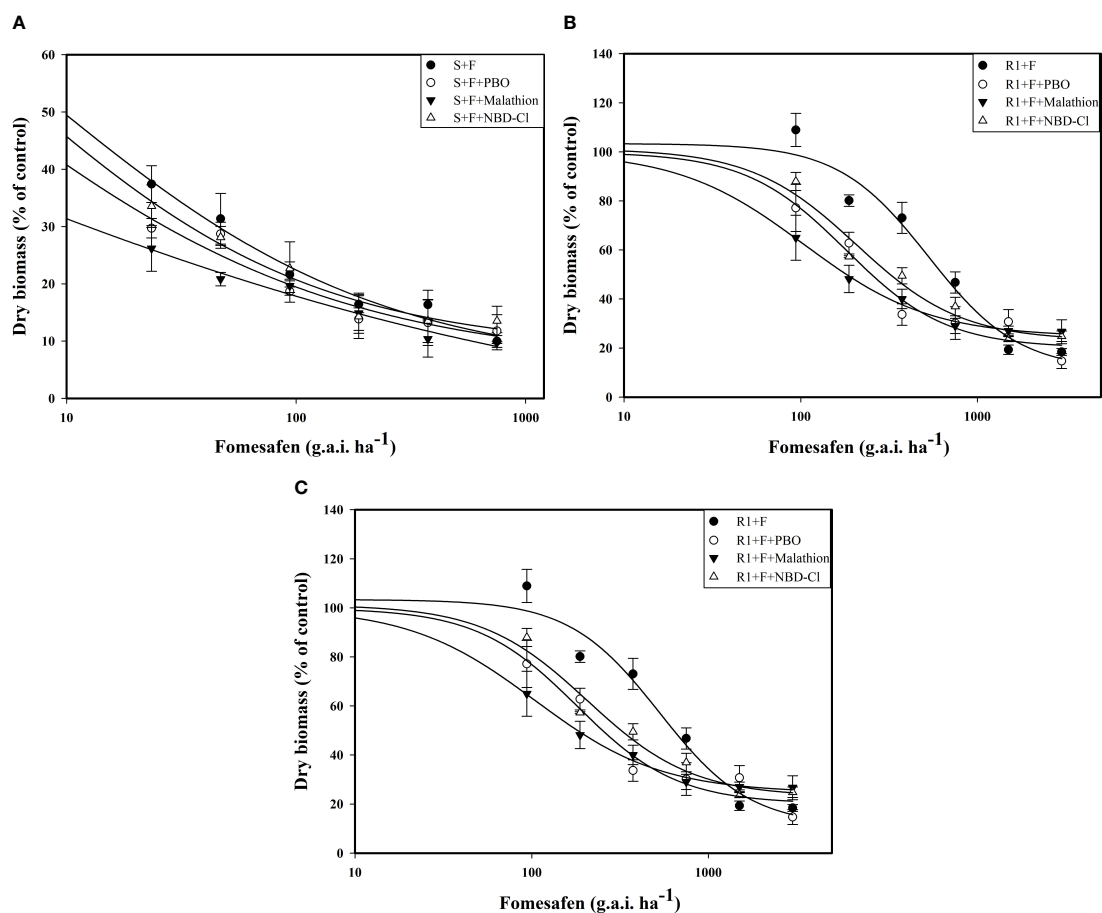 A
Dry biomass (% of control)
60
50
40
30
20
10
0
10
100
1000
Fomesafen (g.a.i. ha-1)
S+F
S+F+PBO
S+F+Malathion
S+F+NBD-Cl
B
Dry biomass (% of control)
140
120
100
80
60
40
20
0
10
100
1000
Fomesafen (g.a.i. ha-1)
R1+F
R1+F+PBO
R1+F+Malathion
R1+F+NBD-Cl
C
Dry biomass (% of control)
140
120
100
80
60
40
20
0
10
100
1000
Fomesafen (g.a.i. ha-1)
R1+F
R1+F+PBO
R1+F+Malathion
R1+F+NBD-Cl